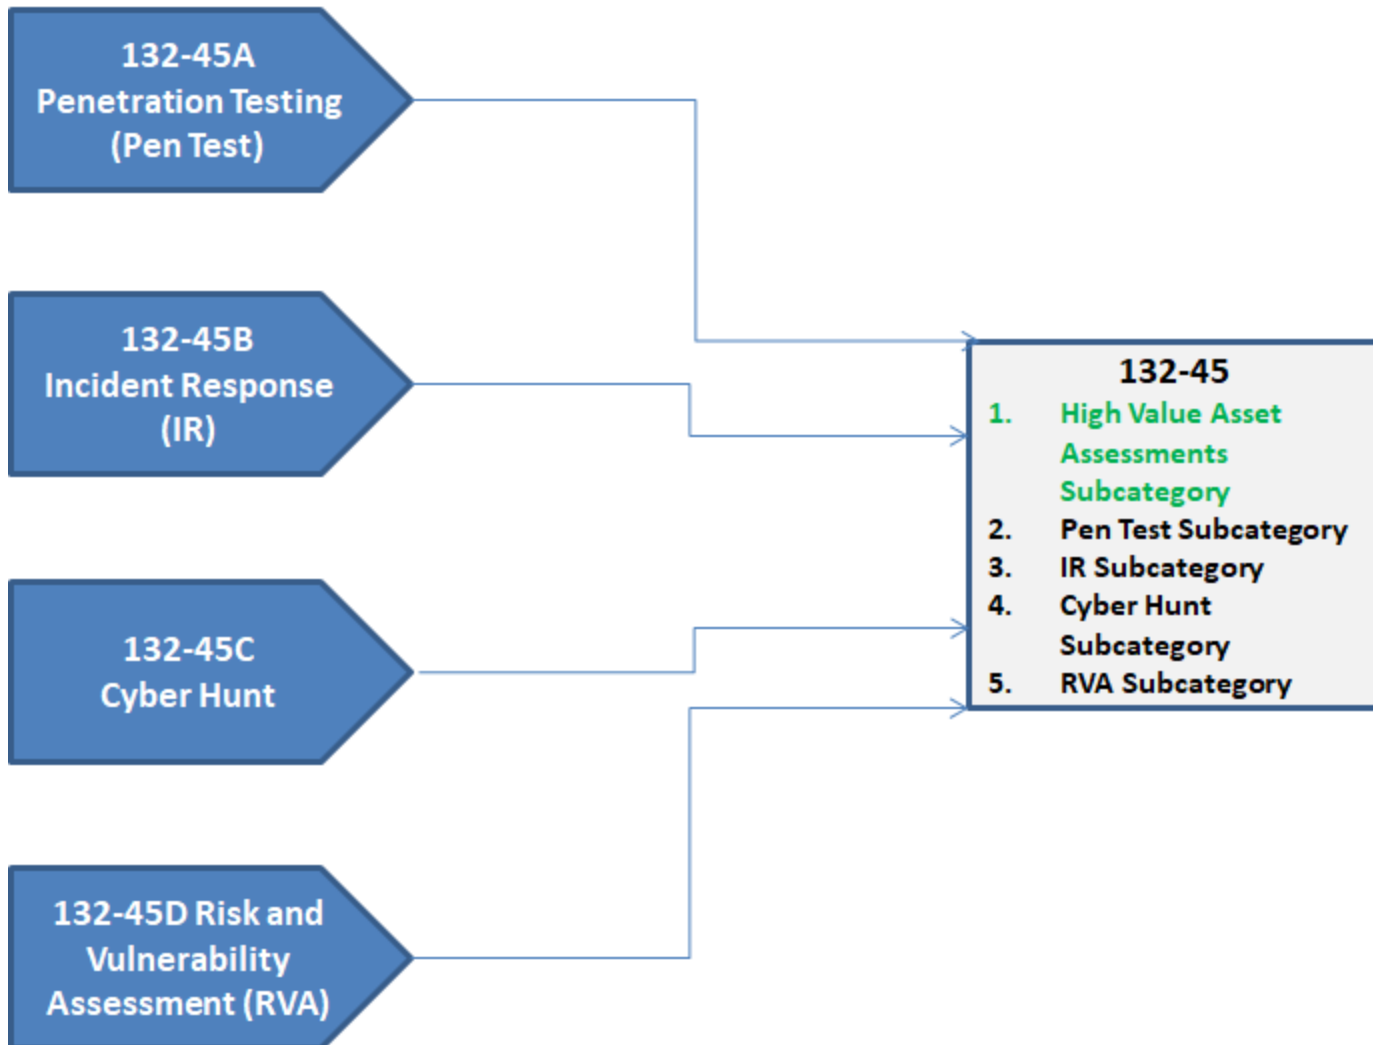 132-45A
Penetration Testing
(Pen Test)
132-45B
Incident Response
(IR)
132-45C
Cyber Hunt
132-45D Risk and
Vulnerability
Assessment (RVA)
132-45
1. High Value Asset
Assessments
Subcategory
2. Pen Test Subcategory
3. IR Subcategory
4. Cyber Hunt
Subcategory
5. RVA Subcategory